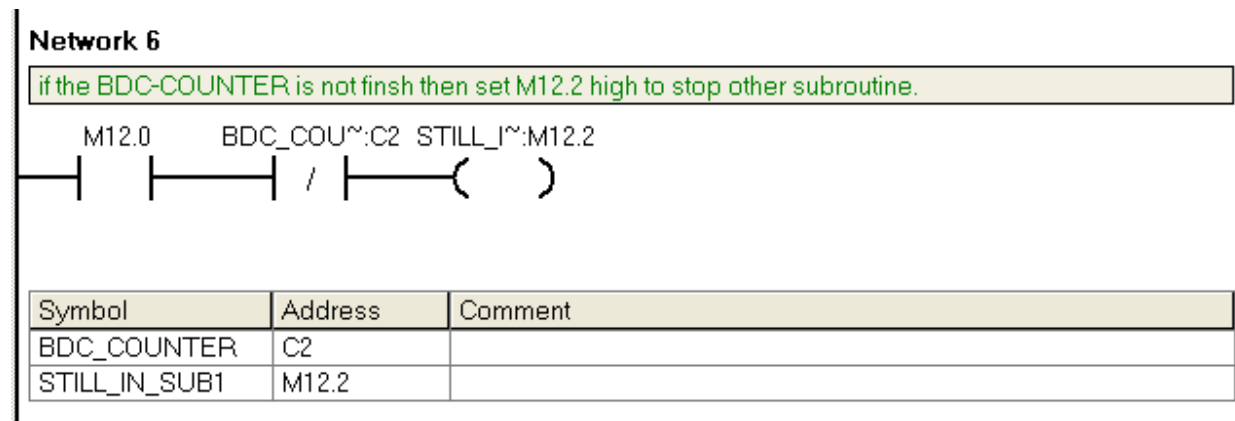 Network 6
if the BDC-COUNTER is not finsh then set M12.2 high to stop other subroutine.
M12.0 BDC_COU~:C2 STILL_I~:M12.2
/
Symbol Address Comment
BDC_COUNTER C2
STILL_IN_SUB1 M12.2